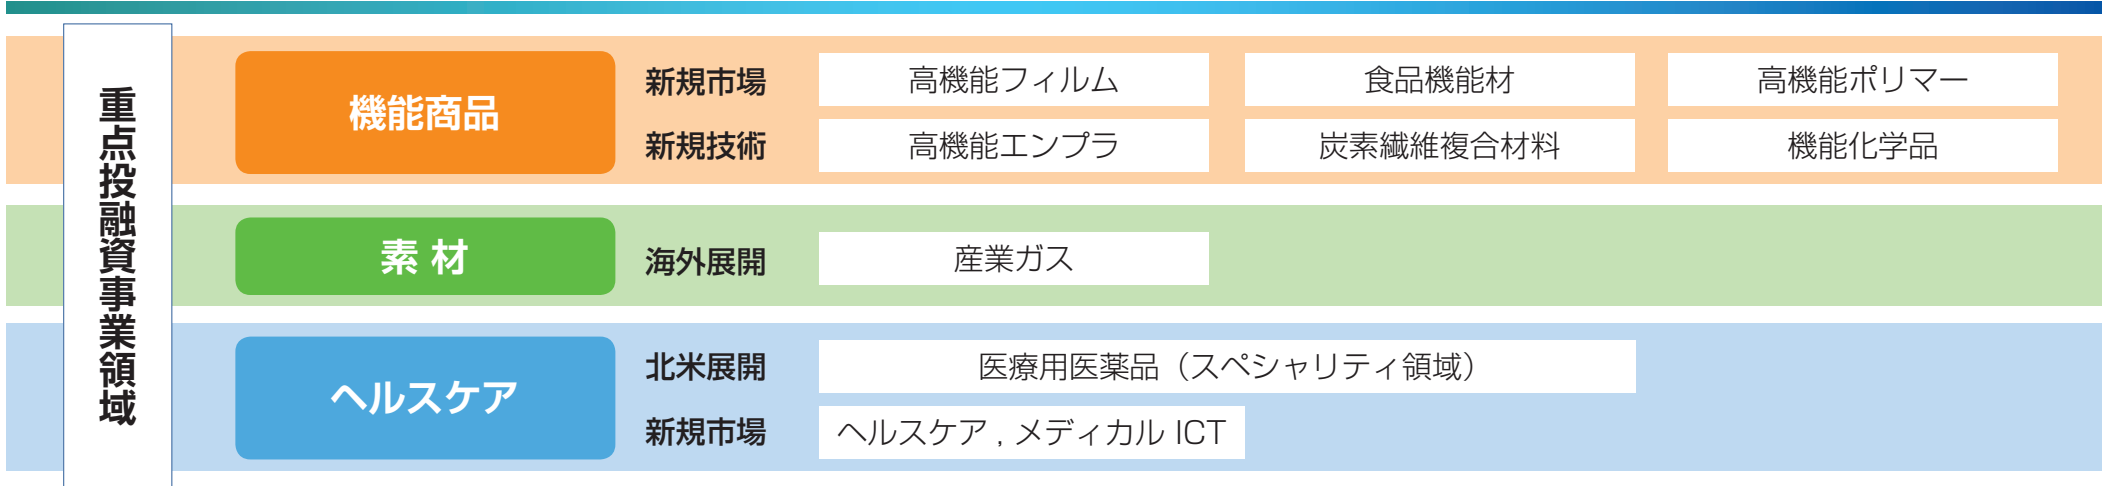 重点投融資事業領域
機能商品
新規市場 高機能フィルム 食品機能材 高機能ポリマー
新規技術 高機能エンプラ 炭素繊維複合材料 機能化学品
素 材
海外展開 産業ガス
ヘルスケア
北米展開 医療用医薬品（スペシャリティ領域）
新規市場 ヘルスケア , メディカル ICT